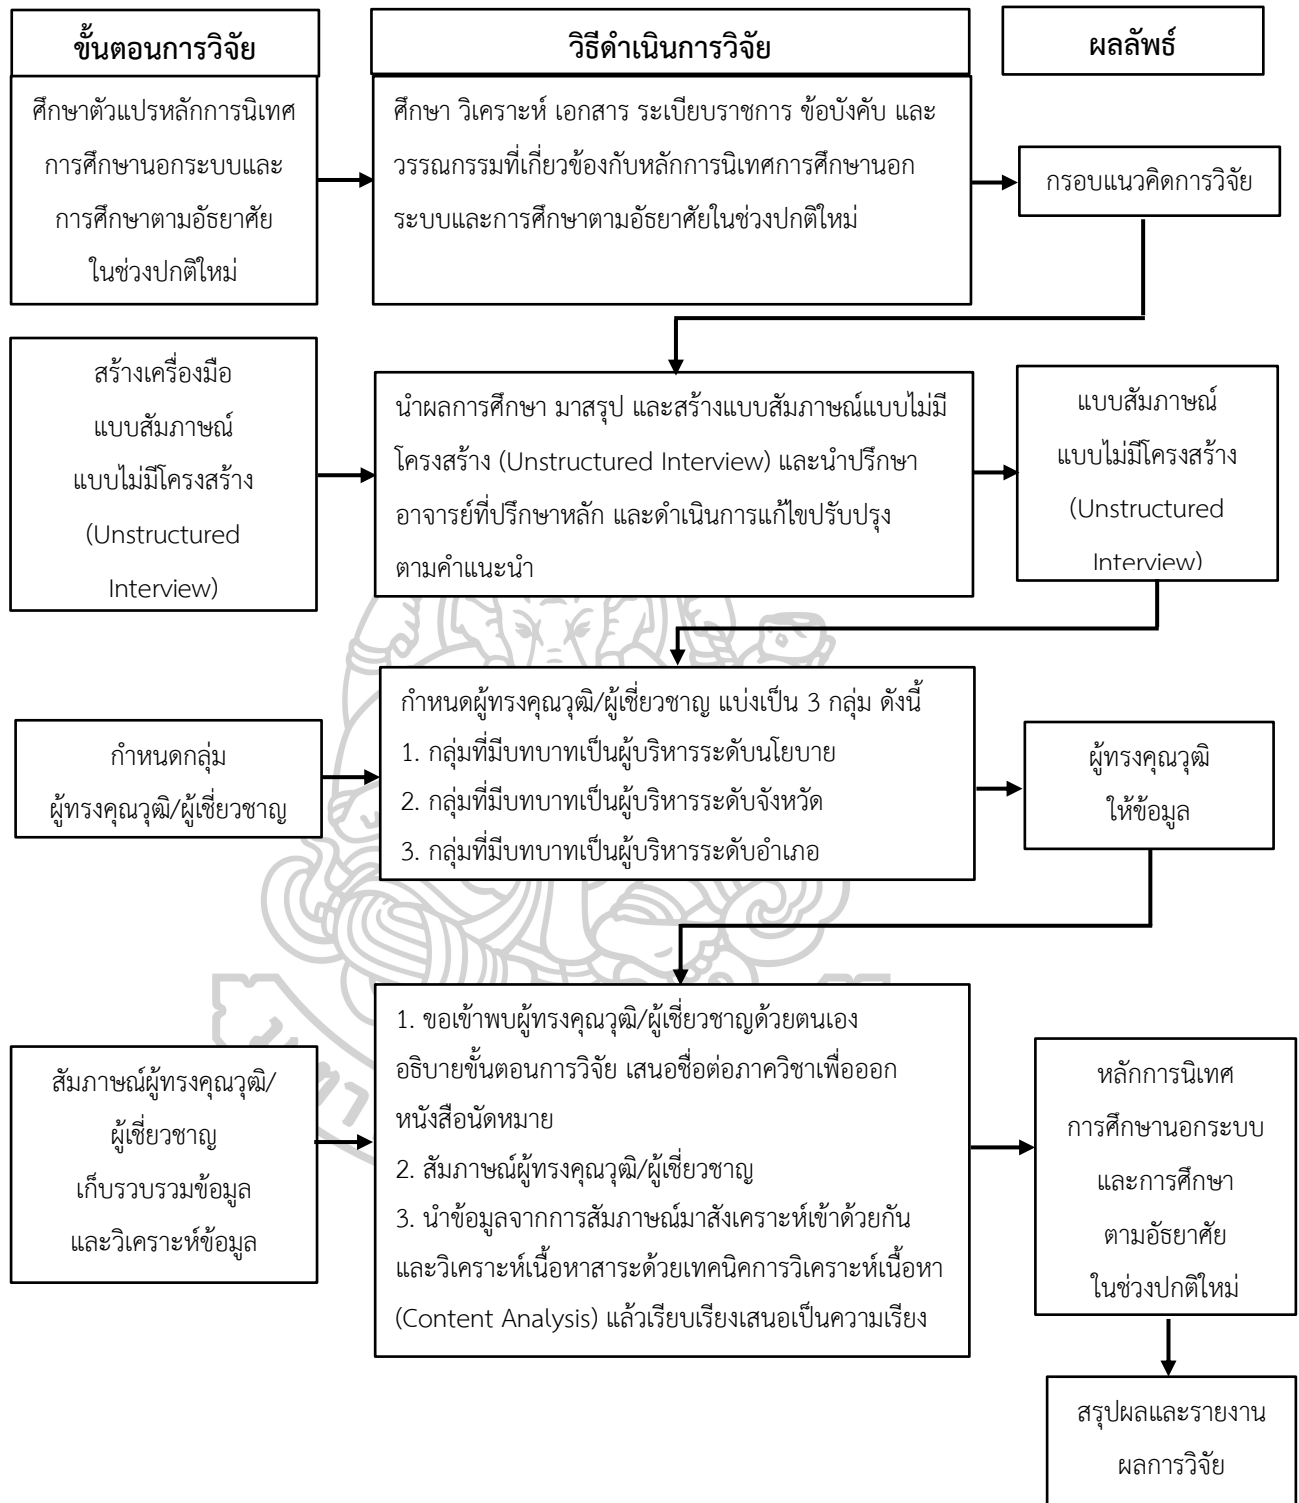 ขั้นตอนการวิจัย
วิธีดำเนินการวิจัย
ผลลัพธ์
ศึกษาตัวแปรหลักการนิเทศ
การศึกษานอกระบบและ
การศึกษาตามอัธยาศัย
ในช่วงปกติใหม่
ศึกษา วิเคราะห์ เอกสาร ระเบียบราชการ ข้อบังคับ และ
วรรณกรรมที่เกี่ยวข้องกับหลักการนิเทศการศึกษานอก
ระบบและการศึกษาตามอัธยาศัยในช่วงปกติใหม่
กรอบแนวคิดการวิจัย
สร้างเครื่องมือ
แบบสัมภาษณ์
แบบไม่มีโครงสร้าง
(Unstructured
Interview)
นำผลการศึกษา มาสรุป และสร้างแบบสัมภาษณ์แบบไม่มี
โครงสร้าง (Unstructured Interview) และนำปรึกษา
อาจารย์ที่ปรึกษาหลัก และดำเนินการแก้ไขปรับปรุง
ตามคำแนะนำ
แบบสัมภาษณ์
แบบไม่มีโครงสร้าง
(Unstructured
Interview)
กำหนดกลุ่ม
ผู้ทรงคุณวุฒิ/ผู้เชี่ยวชาญ
กำหนดผู้ทรงคุณวุฒิ/ผู้เชี่ยวชาญ แบ่งเป็น 3 กลุ่ม ดังนี้
1. กลุ่มที่มีบทบาทเป็นผู้บริหารระดับนโยบาย
2. กลุ่มที่มีบทบาทเป็นผู้บริหารระดับจังหวัด
3. กลุ่มที่มีบทบาทเป็นผู้บริหารระดับอำเภอ
ผู้ทรงคุณวุฒิ
ให้ข้อมูล
สัมภาษณ์ผู้ทรงคุณวุฒิ/
ผู้เชี่ยวชาญ
เก็บรวบรวมข้อมูล
และวิเคราะห์ข้อมูล
1. ขอเข้าพบผู้ทรงคุณวุฒิ/ผู้เชี่ยวชาญด้วยตนเอง
อธิบายขั้นตอนการวิจัย เสนอชื่อต่อภาควิชาเพื่อออก
หนังสือนัดหมาย
2. สัมภาษณ์ผู้ทรงคุณวุฒิ/ผู้เชี่ยวชาญ
3. นำข้อมูลจากการสัมภาษณ์มาสังเคราะห์เข้าด้วยกัน
และวิเคราะห์เนื้อหาสาระด้วยเทคนิคการวิเคราะห์เนื้อหา
(Content Analysis) แล้วเรียบเรียงเสนอเป็นความเรียง
หลักการนิเทศ
การศึกษานอกระบบ
และการศึกษา
ตามอัธยาศัย
ในช่วงปกติใหม่
สรุปผลและรายงาน
ผลการวิจัย